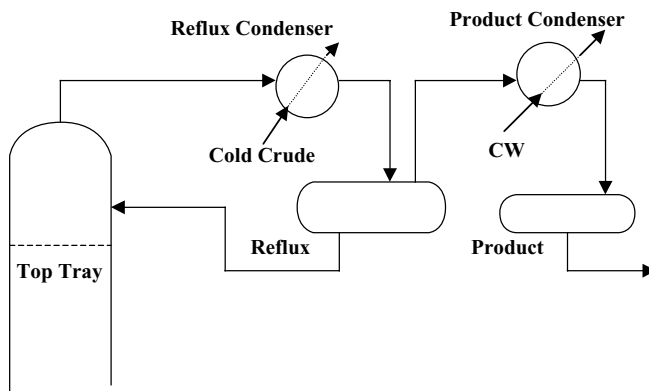 Reflux Condenser
Product Condenser
Cold Crude
CW
Reflux
Product
Top Tray